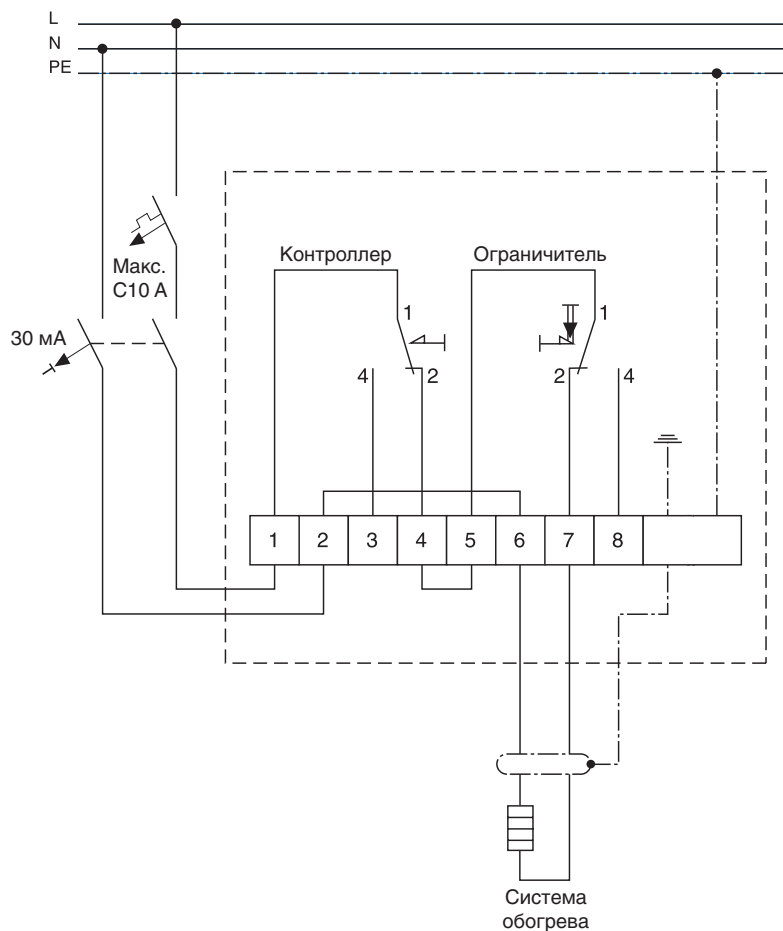 L
N
PE
Макс.
C10 A
30 мА
Контроллер
Ограничитель
1
1
4
2
2
4
1 2 3 4 5 6 7 8
Система
обогрева